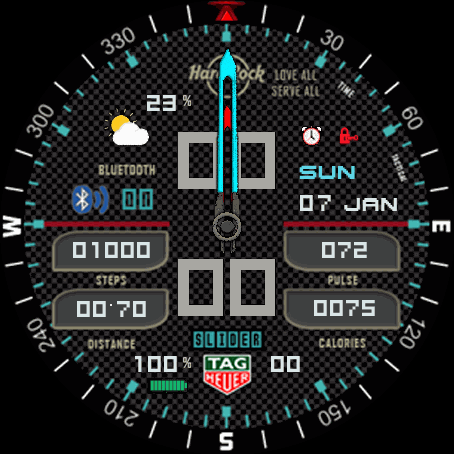 330
30
Hard Rock
LOVE ALL
SERVE ALL
TIME
23 %
300
60
00
BLUETOOTH
SUN
00
07 JAN
W
E
01000
072
STEPS
PULSE
00
00·70
0075
240
120
DISTANCE
SLIDER
CALORIES
100 %
TAG
HEUER
00
210
150
S